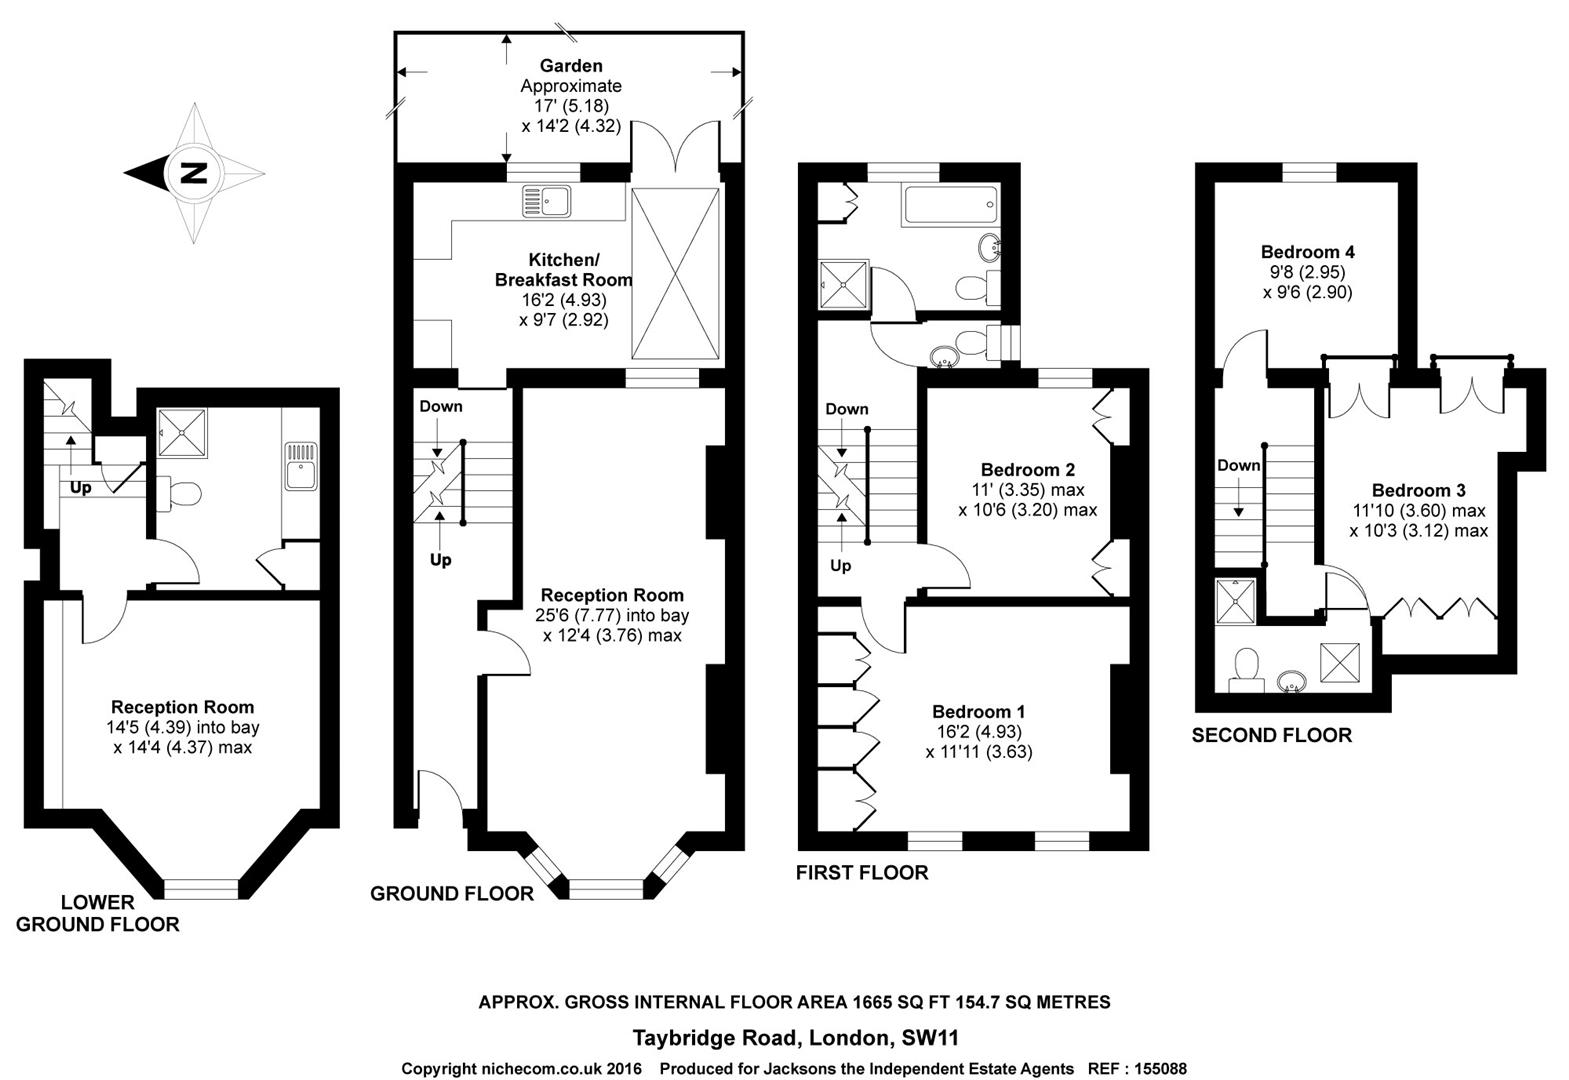 Garden
Approximate
17' (5.18)
x 14'2 (4.32)
N
Kitchen/
Breakfast Room
16'2 (4.93)
x 9'7 (2.92)
Down
Up
Reception Room
25'6 (7.77) into bay
x 12'4 (3.76) max
GROUND FLOOR
Up
Reception Room
14'5 (4.39) into bay
x 14'4 (4.37) max
LOWER
GROUND FLOOR
Down
Up
Bedroom 2
11' (3.35) max
x 10'6 (3.20) max
Bedroom 1
16'2 (4.93)
x 11'11 (3.63)
FIRST FLOOR
Bedroom 4
9'8 (2.95)
x 9'6 (2.90)
Down
Bedroom 3
11'10 (3.60) max
x 10'3 (3.12) max
SECOND FLOOR
APPROX. GROSS INTERNAL FLOOR AREA 1665 SQ FT 154.7 SQ METRES
Taybridge Road, London, SW11
Copyright nichecom.co.uk 2016 Produced for Jacksons the Independent Estate Agents REF : 155088